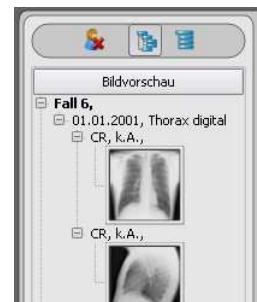 Bildvorschau
Fall 6,
01.01.2001, Thorax digital
CR, k.A.,
CR, k.A.,